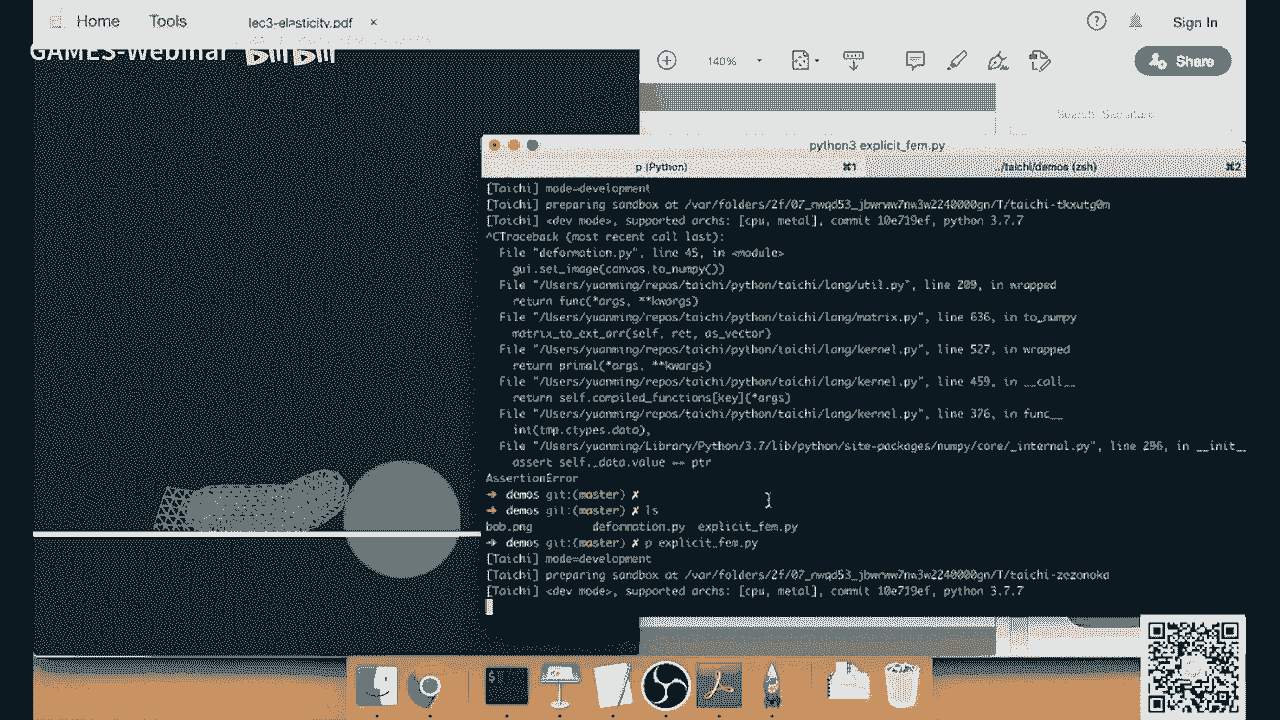 Home Tools lec3-elasticity.pdf × Sign In
GAMES-Webinar
140% Share
Search 'Signature'
python3 explicit_fem.py
p (Python) ⌘1 ../taichi/demos (zsh) ⌘2
[Taichi] mode=development
[Taichi] preparing sandbox at /var/folders/2f/07_nwqd53_jbwrmw7nw3w2240000gn/T/taichi-tkxutg0m
[Taichi] <dev mode>, supported archs: [cpu, metal], commit 10e719ef, python 3.7.7
^CTraceback (most recent call last):
File "deformation.py", line 45, in <module>
gui.set_image(canvas.to_numpy())
File "/Users/yuanming/repos/taichi/python/taichi/lang/util.py", line 209, in wrapped
return func(*args, **kwargs)
File "/Users/yuanming/repos/taichi/python/taichi/lang/matrix.py", line 636, in to_numpy
matrix_to_ext_arr(self, ret, as_vector)
File "/Users/yuanming/repos/taichi/python/taichi/lang/kernel.py", line 527, in wrapped
return primal(*args, **kwargs)
File "/Users/yuanming/repos/taichi/python/taichi/lang/kernel.py", line 459, in __call__
return self.compiled_functions[key](*args)
File "/Users/yuanming/repos/taichi/python/taichi/lang/kernel.py", line 376, in func__
int(tmp.ctypes.data),
File "/Users/yuanming/Library/Python/3.7/lib/python/site-packages/numpy/core/_internal.py", line 296, in __init__
assert self._data.value == ptr
AssertionError
→ demos git:(master) ✗
→ demos git:(master) ✗ ls
bob.png deformation.py explicit_fem.py
→ demos git:(master) ✗ p explicit_fem.py
[Taichi] mode=development
[Taichi] preparing sandbox at /var/folders/2f/07_nwqd53_jbwrmw7nw3w2240000gn/T/taichi-zezonoka
[Taichi] <dev mode>, supported archs: [cpu, metal], commit 10e719ef, python 3.7.7